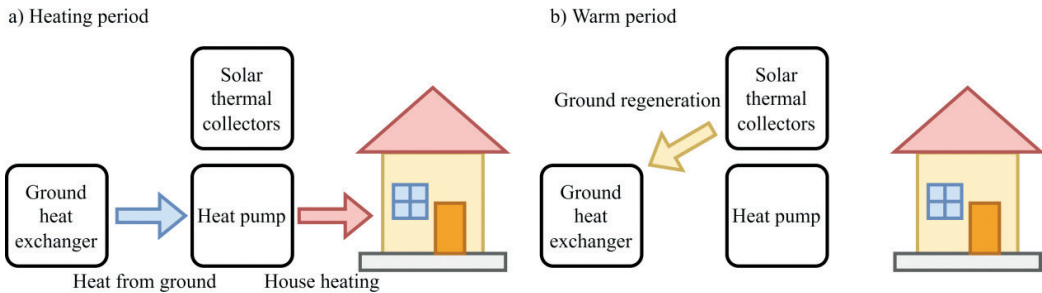 a) Heating period
Solar
thermal
collectors
Ground
heat
exchanger
Heat pump
Heat from ground
House heating
b) Warm period
Ground regeneration
Solar
thermal
collectors
Ground
heat
exchanger
Heat pump